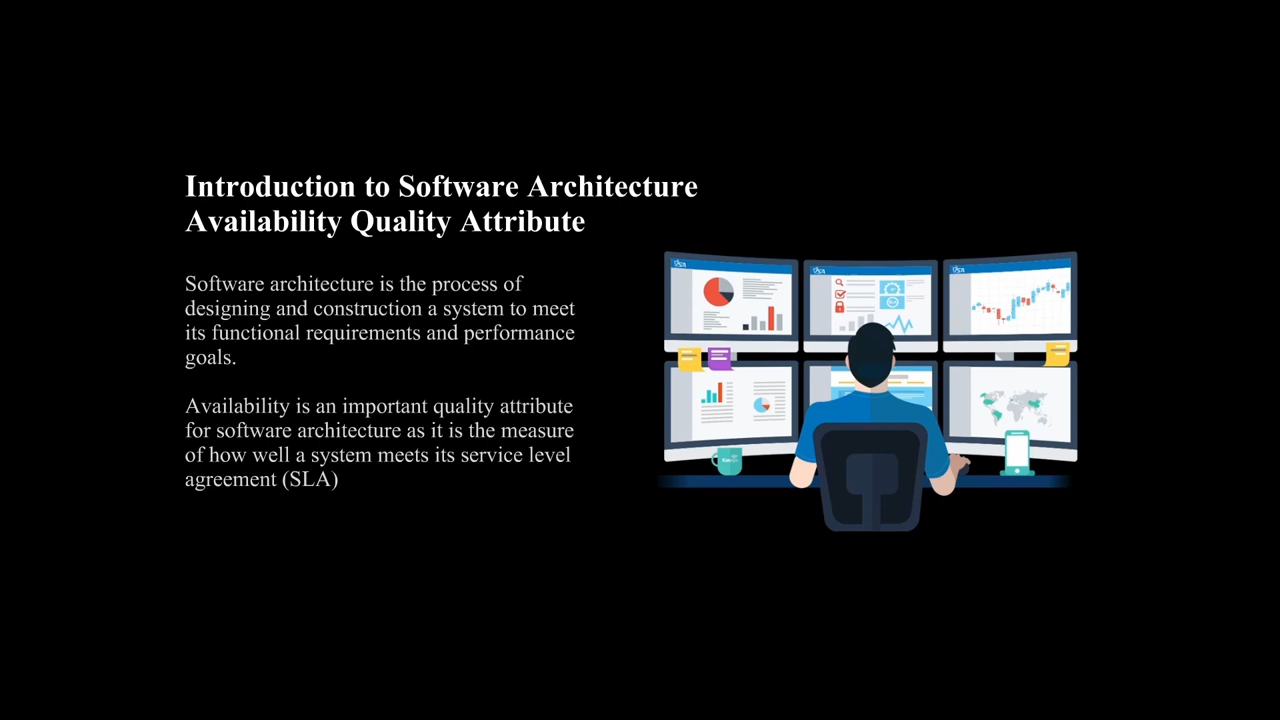 Introduction to Software Architecture
Availability Quality Attribute
Software architecture is the process of
designing and construction a system to meet
its functional requirements and performance
goals.
Availability is an important quality attribute
for software architecture as it is the measure
of how well a system meets its service level
agreement (SLA)